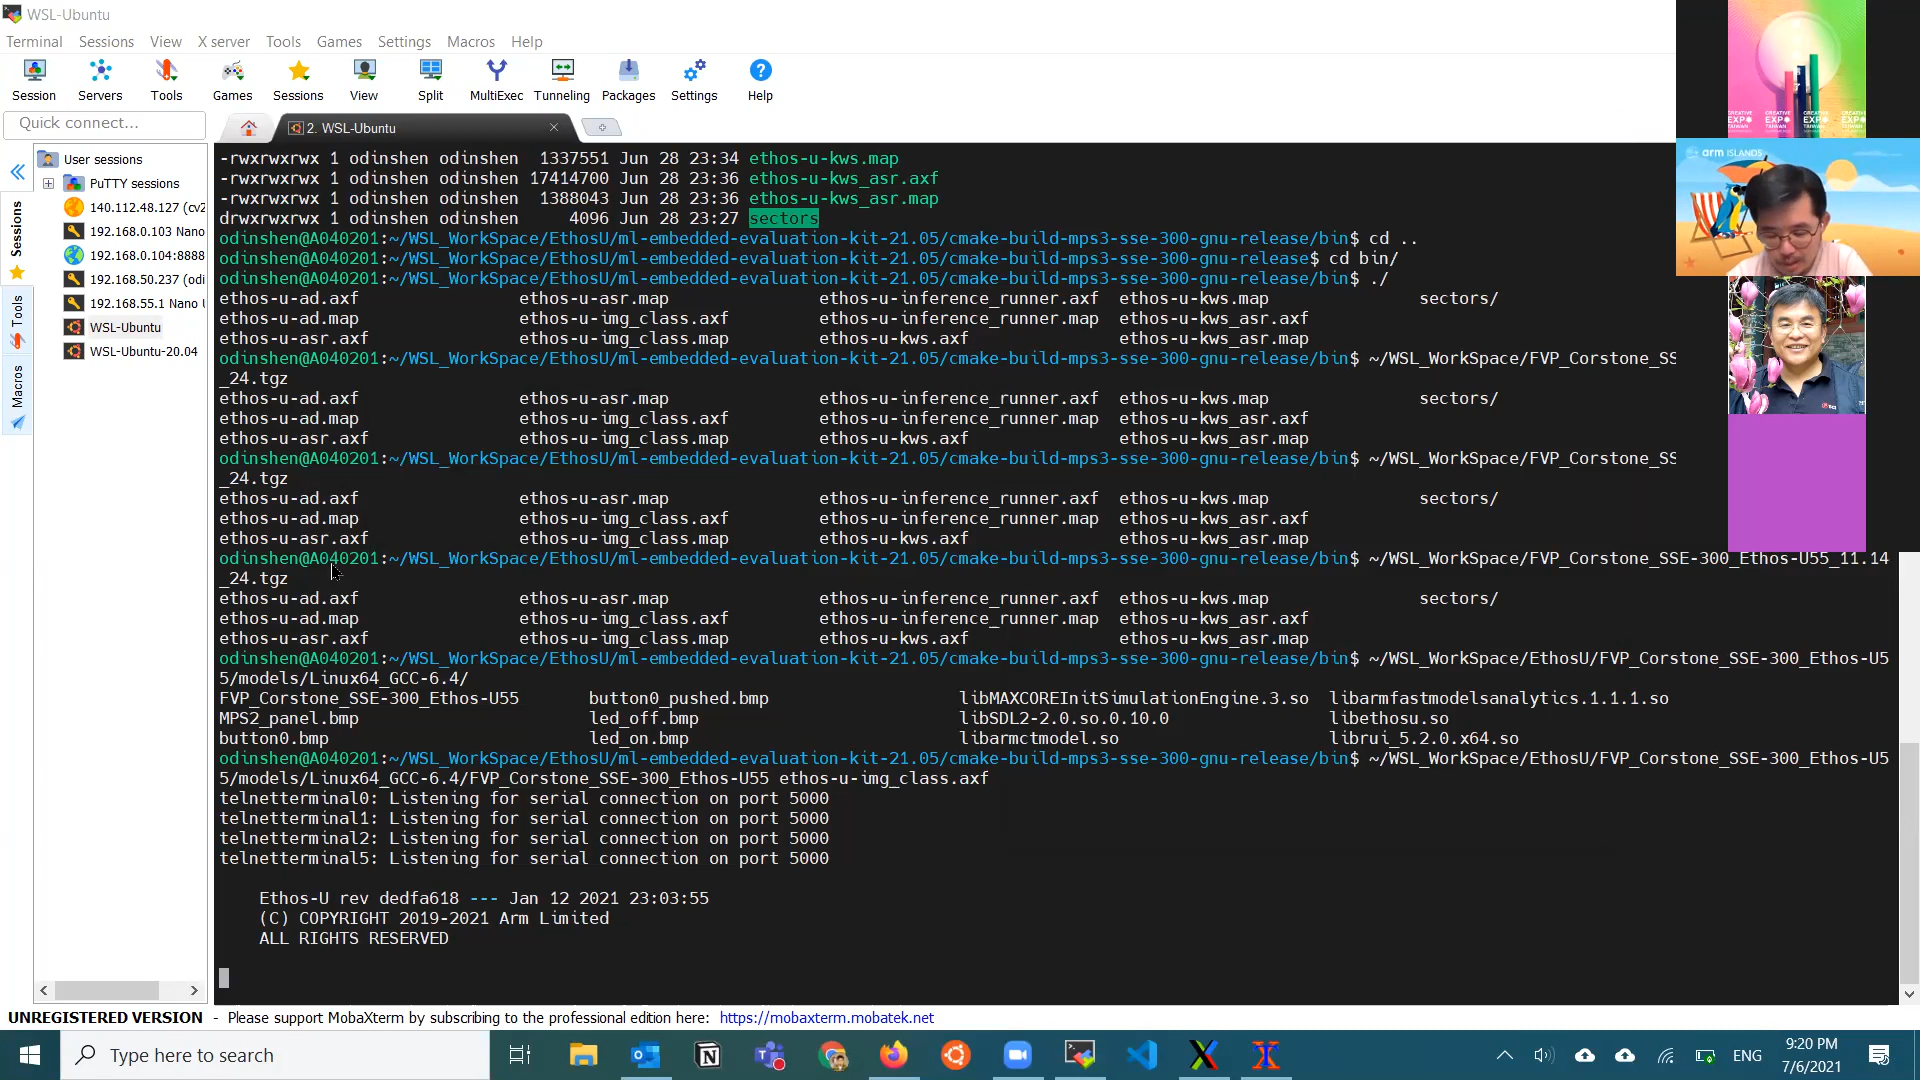 WSL-Ubuntu
Terminal Sessions View X server Tools Games Settings Macros Help
Session Servers Tools Games Sessions View Split MultiExec Tunneling Packages Settings Help
Quick connect...
2. WSL-Ubuntu
User sessions
PuTTY sessions
140.112.48.127 (cv2
192.168.0.103 Nano
192.168.0.104:8888
192.168.50.237 (odi
192.168.55.1 Nano U
WSL-Ubuntu
WSL-Ubuntu-20.04
Sessions
Tools
Macros
-rwxrwxrwx 1 odinshen odinshen  1337551 Jun 28 23:34 ethos-u-kws.map
-rwxrwxrwx 1 odinshen odinshen 17414700 Jun 28 23:36 ethos-u-kws_asr.axf
-rwxrwxrwx 1 odinshen odinshen  1388043 Jun 28 23:36 ethos-u-kws_asr.map
drwxrwxrwx 1 odinshen odinshen     4096 Jun 28 23:27 sectors
odinshen@A040201:~/WSL_WorkSpace/EthosU/ml-embedded-evaluation-kit-21.05/cmake-build-mps3-sse-300-gnu-release/bin$ cd ..
odinshen@A040201:~/WSL_WorkSpace/EthosU/ml-embedded-evaluation-kit-21.05/cmake-build-mps3-sse-300-gnu-release$ cd bin/
odinshen@A040201:~/WSL_WorkSpace/EthosU/ml-embedded-evaluation-kit-21.05/cmake-build-mps3-sse-300-gnu-release/bin$ ./
ethos-u-ad.axf ethos-u-asr.map ethos-u-inference_runner.axf ethos-u-kws.map sectors/
ethos-u-ad.map ethos-u-img_class.axf ethos-u-inference_runner.map ethos-u-kws_asr.axf
ethos-u-asr.axf ethos-u-img_class.map ethos-u-kws.axf ethos-u-kws_asr.map
odinshen@A040201:~/WSL_WorkSpace/EthosU/ml-embedded-evaluation-kit-21.05/cmake-build-mps3-sse-300-gnu-release/bin$ ~/WSL_WorkSpace/FVP_Corstone_SS
_24.tgz
ethos-u-ad.axf ethos-u-asr.map ethos-u-inference_runner.axf ethos-u-kws.map sectors/
ethos-u-ad.map ethos-u-img_class.axf ethos-u-inference_runner.map ethos-u-kws_asr.axf
ethos-u-asr.axf ethos-u-img_class.map ethos-u-kws.axf ethos-u-kws_asr.map
odinshen@A040201:~/WSL_WorkSpace/EthosU/ml-embedded-evaluation-kit-21.05/cmake-build-mps3-sse-300-gnu-release/bin$ ~/WSL_WorkSpace/FVP_Corstone_SS
_24.tgz
ethos-u-ad.axf ethos-u-asr.map ethos-u-inference_runner.axf ethos-u-kws.map sectors/
ethos-u-ad.map ethos-u-img_class.axf ethos-u-inference_runner.map ethos-u-kws_asr.axf
ethos-u-asr.axf ethos-u-img_class.map ethos-u-kws.axf ethos-u-kws_asr.map
odinshen@A040201:~/WSL_WorkSpace/EthosU/ml-embedded-evaluation-kit-21.05/cmake-build-mps3-sse-300-gnu-release/bin$ ~/WSL_WorkSpace/FVP_Corstone_SSE-300_Ethos-U55_11.14
_24.tgz
ethos-u-ad.axf ethos-u-asr.map ethos-u-inference_runner.axf ethos-u-kws.map sectors/
ethos-u-ad.map ethos-u-img_class.axf ethos-u-inference_runner.map ethos-u-kws_asr.axf
ethos-u-asr.axf ethos-u-img_class.map ethos-u-kws.axf ethos-u-kws_asr.map
odinshen@A040201:~/WSL_WorkSpace/EthosU/ml-embedded-evaluation-kit-21.05/cmake-build-mps3-sse-300-gnu-release/bin$ ~/WSL_WorkSpace/EthosU/FVP_Corstone_SSE-300_Ethos-U5
5/models/Linux64_GCC-6.4/
FVP_Corstone_SSE-300_Ethos-U55 button0_pushed.bmp libMAXCOREInitSimulationEngine.3.so libarmfastmodelsanalytics.1.1.1.so
MPS2_panel.bmp led_off.bmp libSDL2-2.0.so.0.10.0 libethosu.so
button0.bmp led_on.bmp libarmctmodel.so librui_5.2.0.x64.so
odinshen@A040201:~/WSL_WorkSpace/EthosU/ml-embedded-evaluation-kit-21.05/cmake-build-mps3-sse-300-gnu-release/bin$ ~/WSL_WorkSpace/EthosU/FVP_Corstone_SSE-300_Ethos-U5
5/models/Linux64_GCC-6.4/FVP_Corstone_SSE-300_Ethos-U55 ethos-u-img_class.axf
telnetterminal0: Listening for serial connection on port 5000
telnetterminal1: Listening for serial connection on port 5000
telnetterminal2: Listening for serial connection on port 5000
telnetterminal5: Listening for serial connection on port 5000
Ethos-U rev dedfa618 --- Jan 12 2021 23:03:55
(C) COPYRIGHT 2019-2021 Arm Limited
ALL RIGHTS RESERVED
CREATIVE EXPO TAIWAN
arm ISLANDS
UNREGISTERED VERSION - Please support MobaXterm by subscribing to the professional edition here: https://mobaxterm.mobatek.net
Type here to search
ENG
9:20 PM
7/6/2021